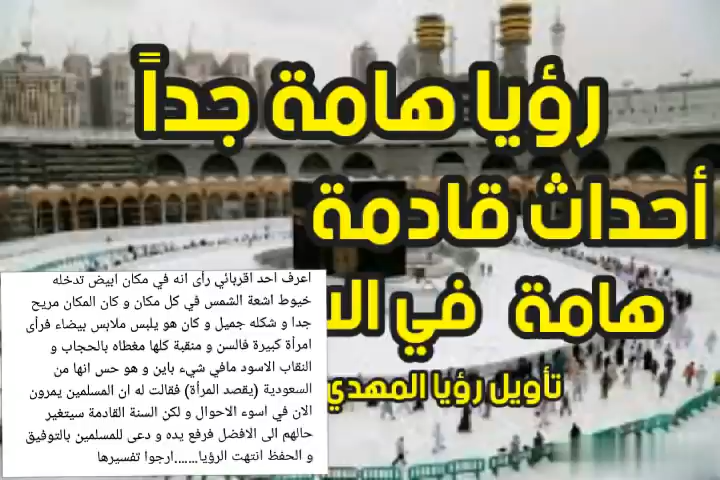 رؤيا هامة جداً
أحداث قادمة
هامة في
تأويل رؤيا المهدي
اعرف احد اقربائي رأى انه في مكان ابيض تدخله
خيوط اشعة الشمس في كل مكان و كان المكان مريح
جدا و شكله جميل و كان هو يلبس ملابس بيضاء فرأى
امرأة كبيرة فالسن و منقبة كلها مغطاه بالحجاب و
النقاب الاسود مافي شيء باين و هو حس انها من
السعودية (يقصد المرأة) فقالت له ان المسلمين يمرون
الان في اسوء الاحوال و لكن السنة القادمة سيتغير
حالهم الى الافضل فرفع يده و دعى للمسلمين بالتوفيق
و الحفظ انتهت الرؤيا.......ارجوا تفسيرها